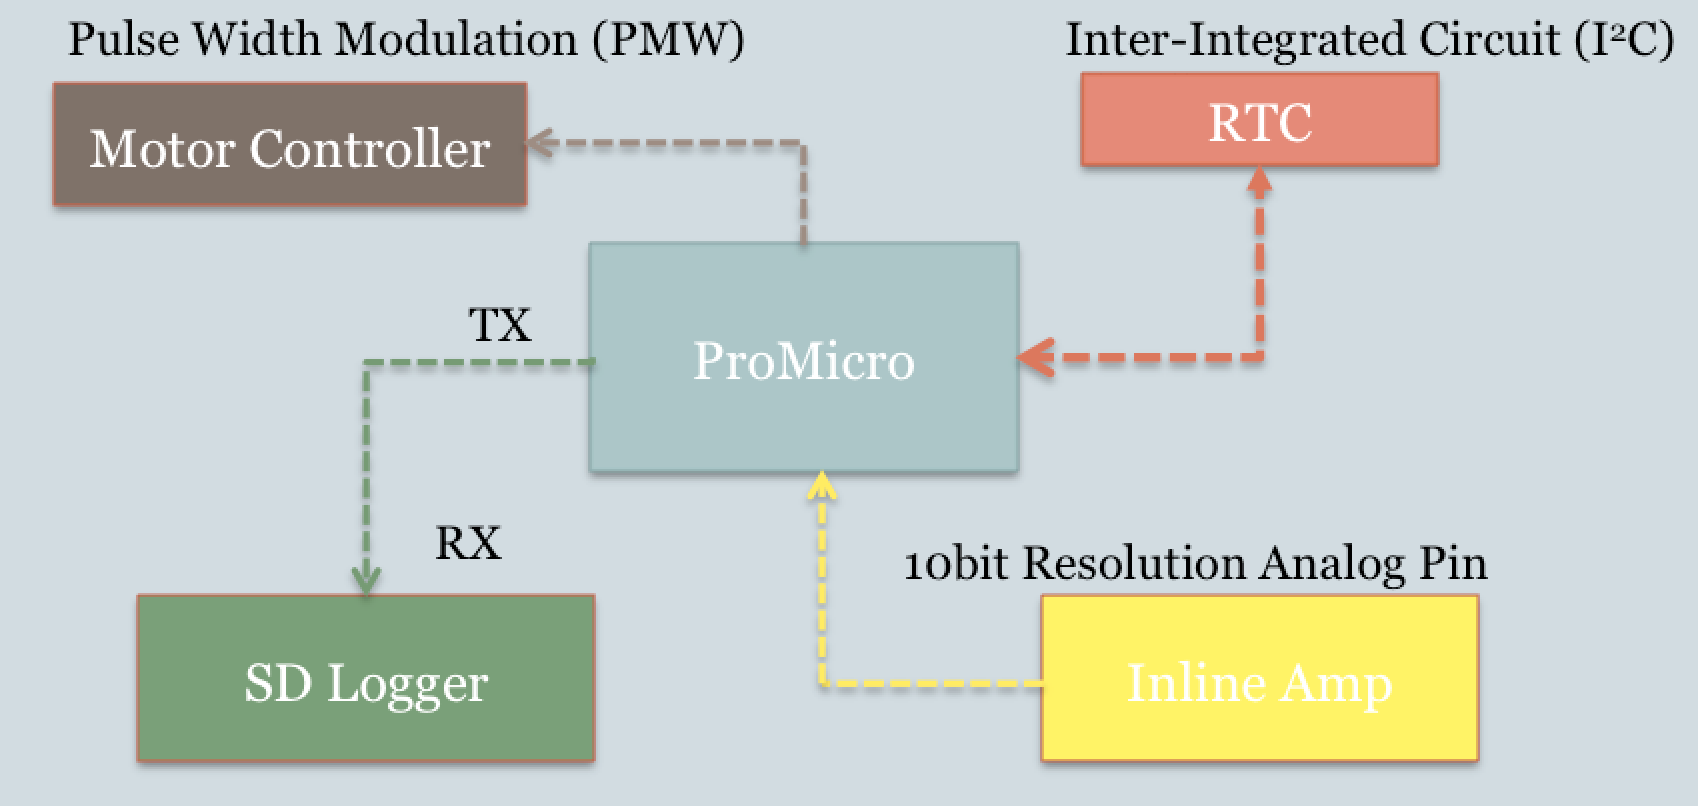 Pulse Width Modulation (PMW)
Inter-Integrated Circuit (I²C)
Motor Controller
RTC
TX
ProMicro
RX
10bit Resolution Analog Pin
SD Logger
Inline Amp